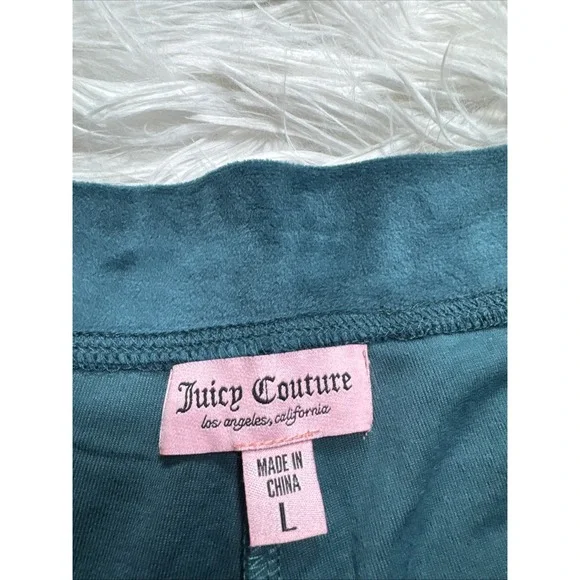 Juicy Couture
los angeles, california
MADE IN
CHINA
L